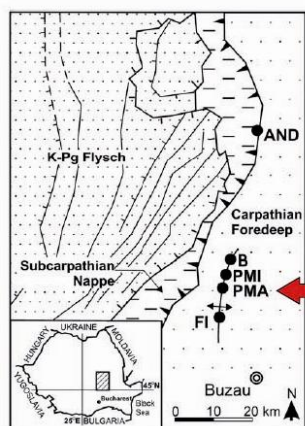 K-Pg Flysch
AND
Carpathian
Foredeep
B
PMI
PMA
Subcarpathian
Nappe
FI
Buzau
0 10 20 km
N
UKRAINE
HUNGARY
MOLDAVIA
YUGOSLAVIA
45N
Bucharest
Black
Sea
25 E
BULGARIA